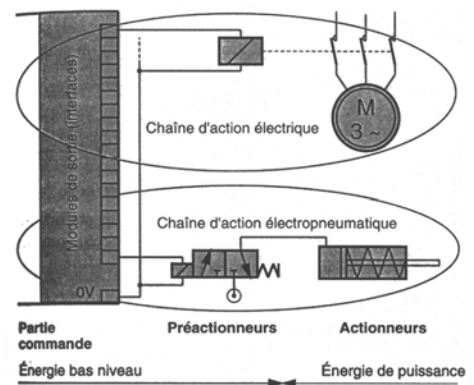 Modules de sortie (interfaces)
M
3 ~
Chaîne d'action électrique
Chaîne d'action électropneumatique
0V
Partie
commande
Préactionneurs
Actionneurs
Énergie bas niveau
Énergie de puissance